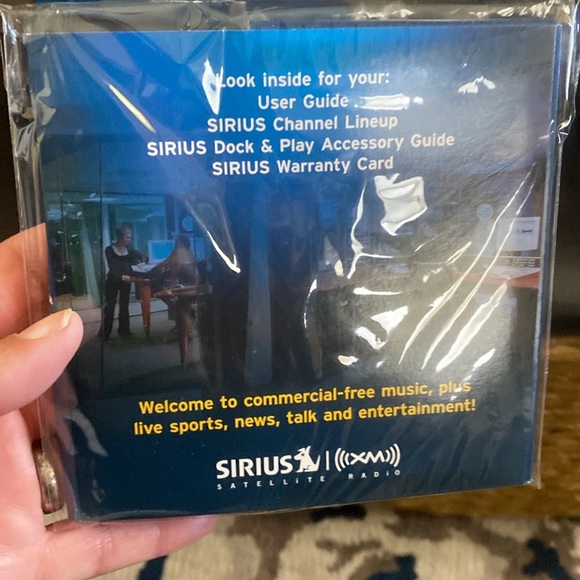 Look inside for your:
User Guide
SIRIUS Channel Lineup
SIRIUS Dock & Play Accessory Guide
SIRIUS Warranty Card
Welcome to commercial-free music, plus
live sports, news, talk and entertainment!
SIRIUS | ((XM))
SATELLiTE RADiO